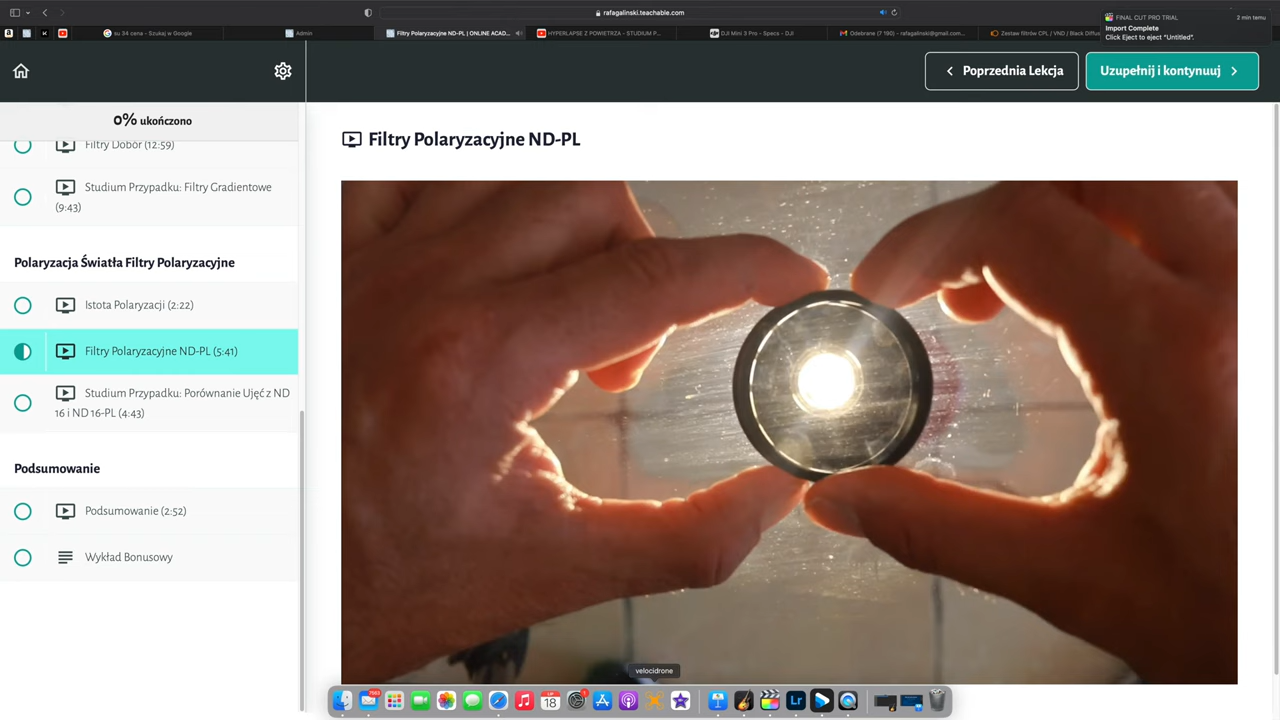 rafagalinski.teachable.com
FINAL CUT PRO TRIAL
2 min temu
Import Complete
Click Eject to eject "Untitled".
su 34 cena - Szukaj w Google
Admin
Filtry Polaryzacyjne ND-PL | ONLINE ACAD...
HYPERLAPSE Z POWIETRZA - STUDIUM P...
DJI Mini 3 Pro - Specs - DJI
Odebrane (7 190) - rafagalinski@gmail.com...
Zestaw filtrów CPL / VND / Black Diffus...
Poprzednia Lekcja
Uzupełnij i kontynuuj
0% ukończono
Filtry Dobór (12:59)
Studium Przypadku: Filtry Gradientowe
(9:43)
Polaryzacja Światła Filtry Polaryzacyjne
Istota Polaryzacji (2:22)
Filtry Polaryzacyjne ND-PL (5:41)
Studium Przypadku: Porównanie Ujęć z ND
16 i ND 16-PL (4:43)
Podsumowanie
Podsumowanie (2:52)
Wykład Bonusowy
Filtry Polaryzacyjne ND-PL
velocidrone
LIP
18
Lr